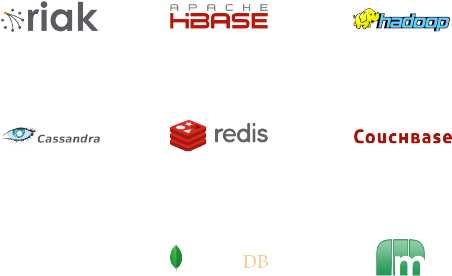 riak
APACHE
HBASE
hadoop
Cassandra
redis
COUCHBASE
DB
m